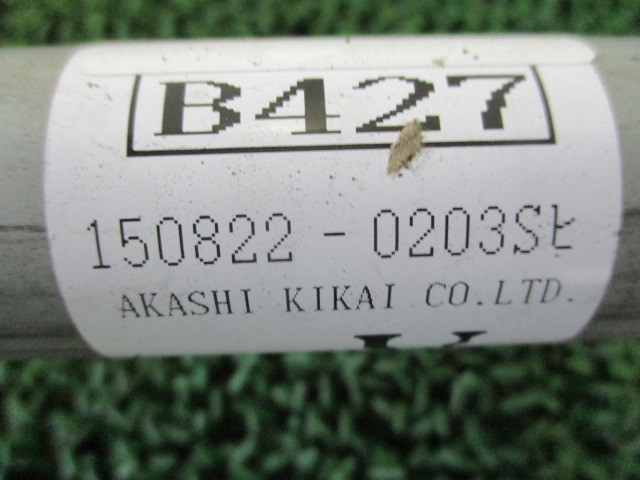 B427
150822-0203Sヒ
AKASHI KIKAI CO.LTD.